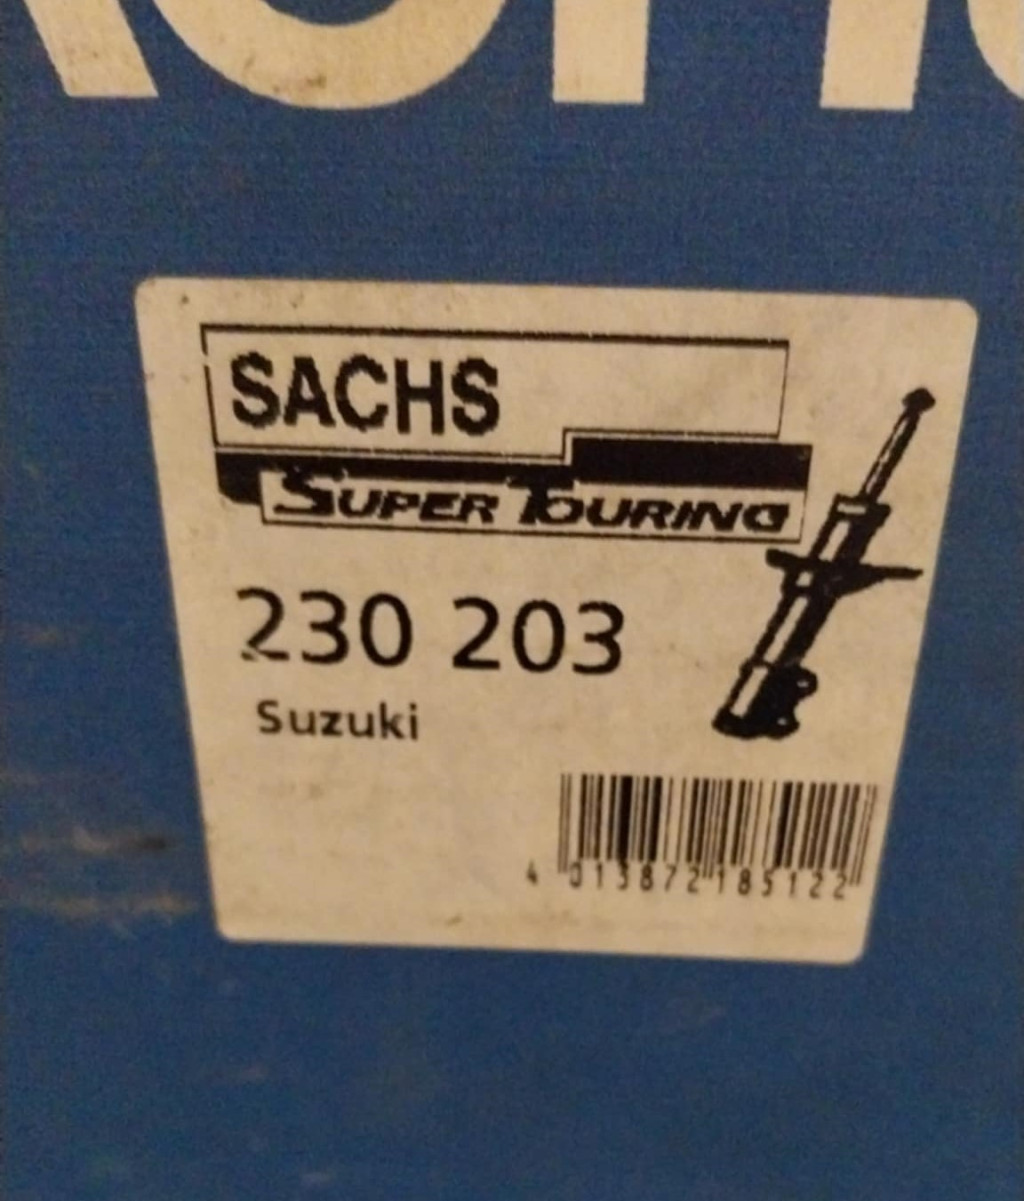 SACHS
SUPER TOURING
230 203
Suzuki
4 013872 185122